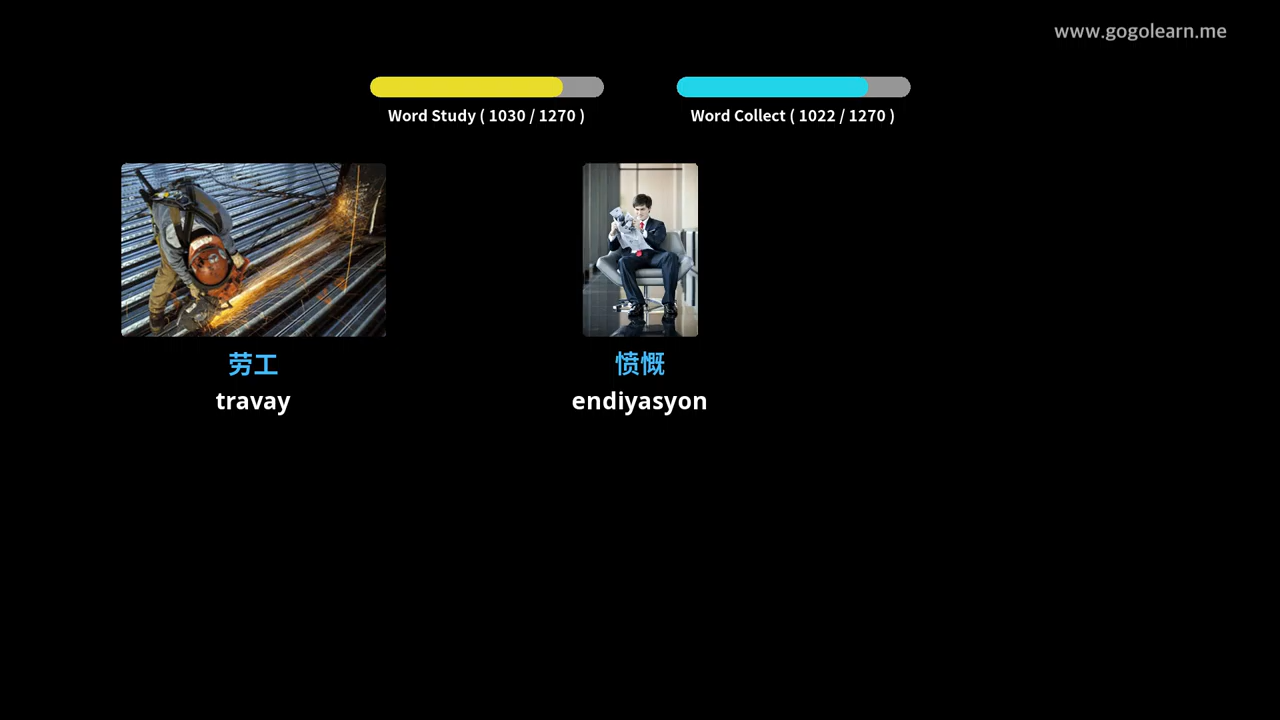 www.gogolearn.me
Word Study ( 1030 / 1270 )
Word Collect ( 1022 / 1270 )
劳工
travay
愤慨
endiyasyon